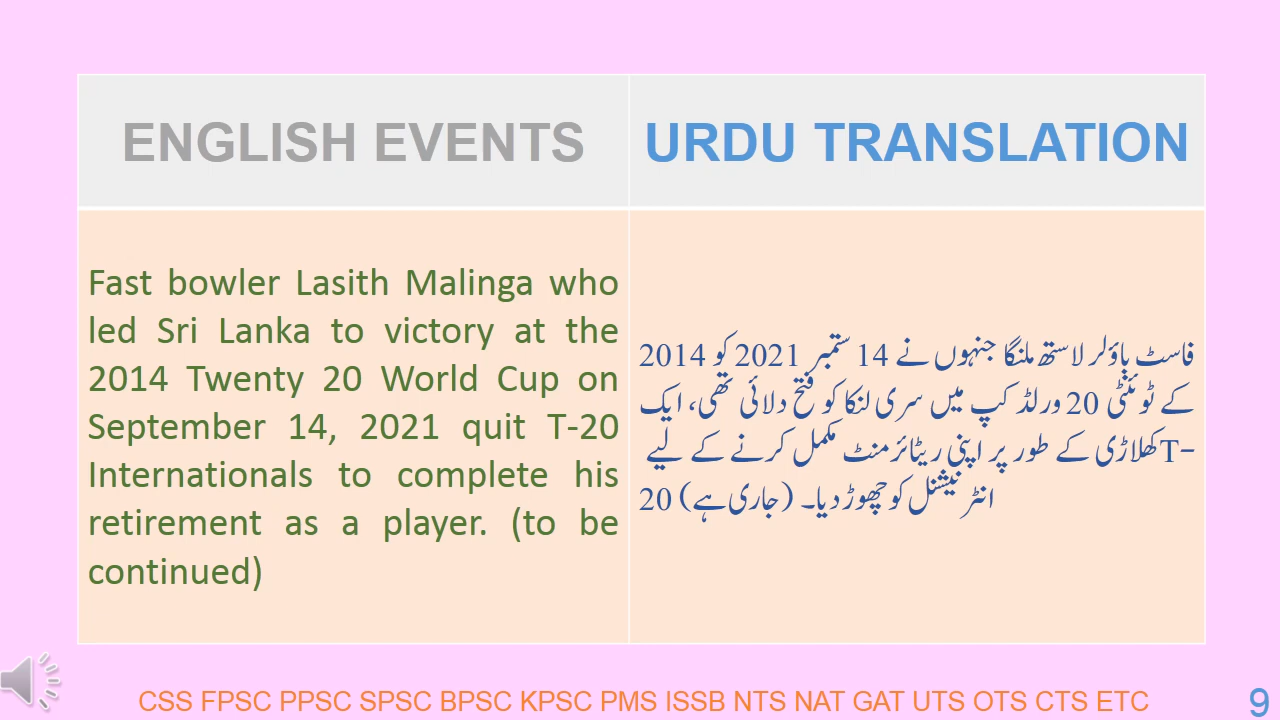 ENGLISH EVENTS
URDU TRANSLATION
Fast bowler Lasith Malinga who
led Sri Lanka to victory at the
2014 Twenty 20 World Cup on
September 14, 2021 quit T-20
Internationals to complete his
retirement as a player. (to be
continued)
فاسٹ باؤلر لاستھ ملنگا جنہوں نے 14 ستمبر 2021 کو 2014
کے ٹوئنٹی 20 ورلڈ کپ میں سری لنکا کو فتح دلائی تھی، ایک
کھلاڑی کے طور پر اپنی ریٹائرمنٹ مکمل کرنے کے لیے T-
20 انٹرنیشنل کو چھوڑ دیا۔ (جاری ہے)
CSS FPSC PPSC SPSC BPSC KPSC PMS ISSB NTS NAT GAT UTS OTS CTS ETC
9